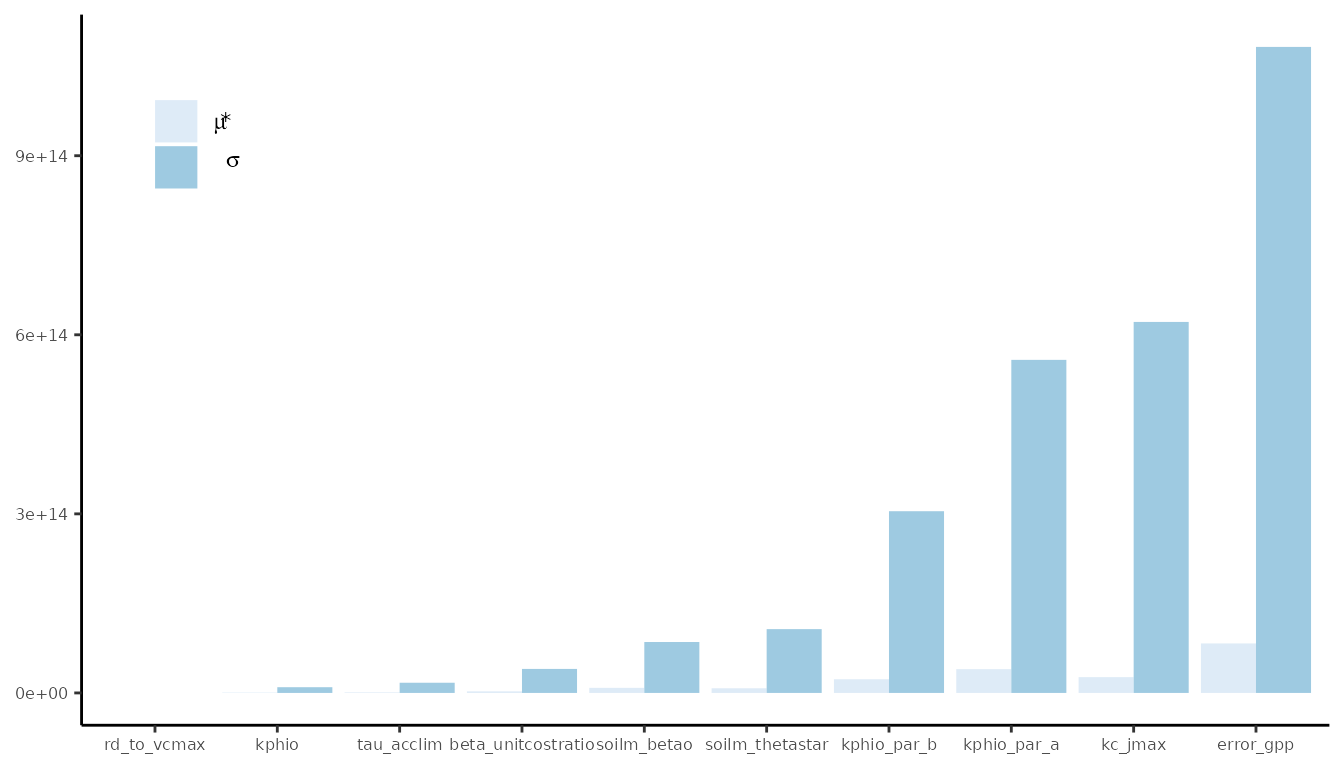 μ*
σ
9e+14
6e+14
3e+14
0e+00
rd_to_vcmax kphio tau_acclim beta_unitcostratio soilm_betao soilm_thetastar kphio_par_b kphio_par_a kc_jmax error_gpp